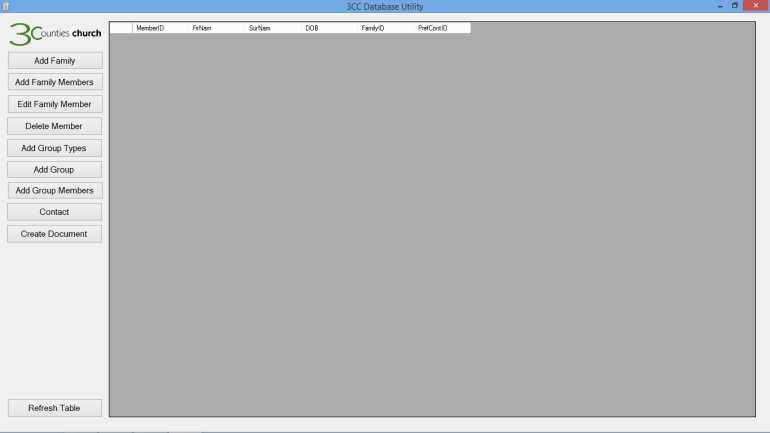 3CC Database Utility
3Counties church
MemberID FirNam SurNam DOB FamilyID PrefContID
Add Family
Add Family Members
Edit Family Member
Delete Member
Add Group Types
Add Group
Add Group Members
Contact
Create Document
Refresh Table